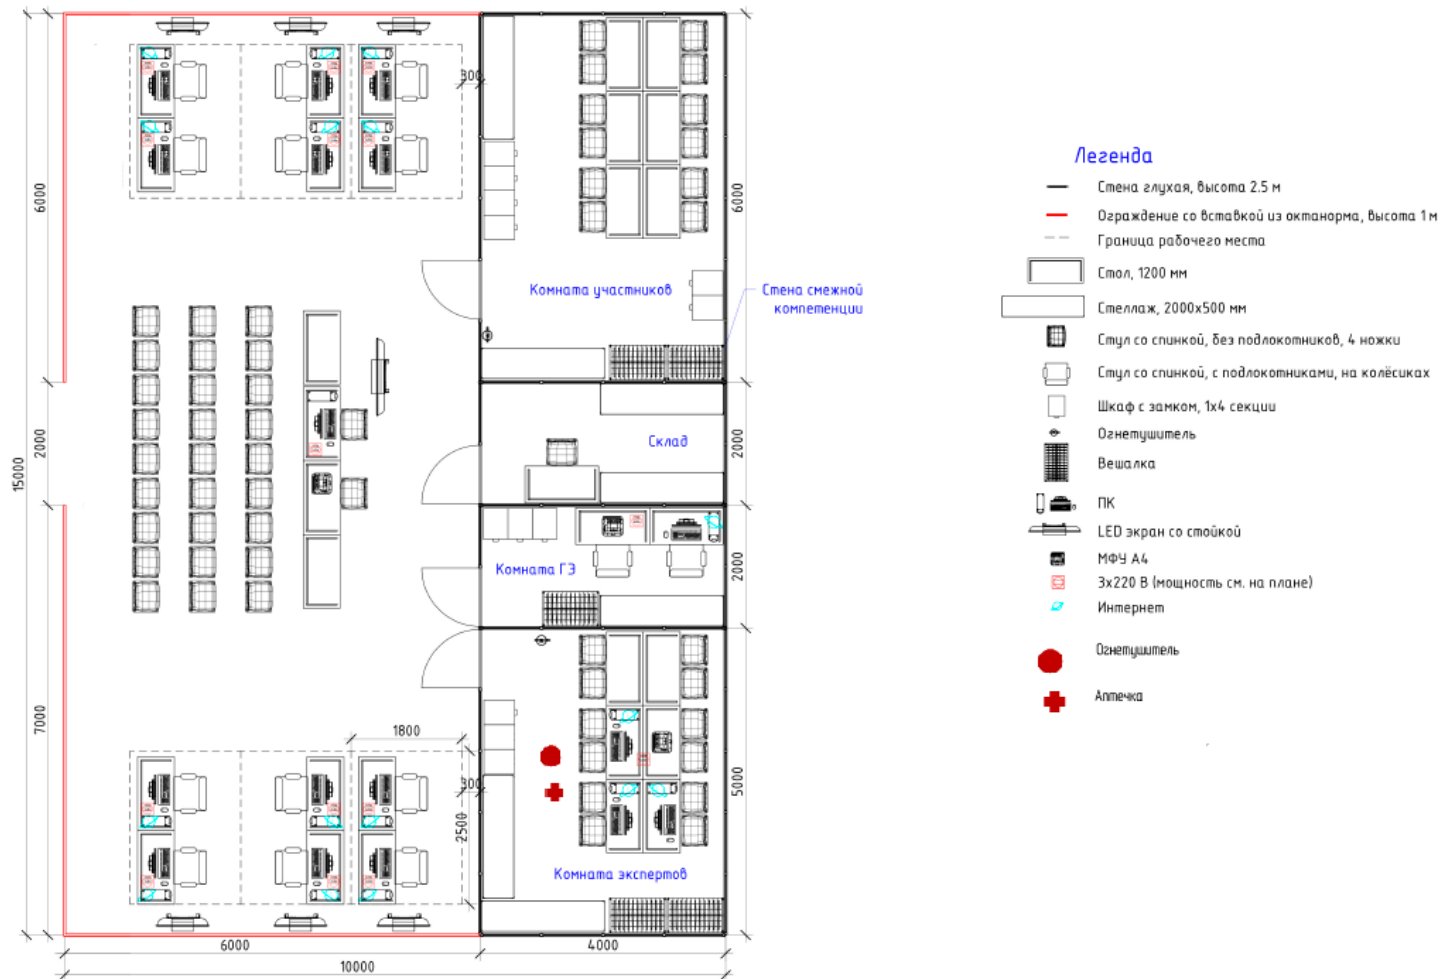 300
6000
2000
15000
7000
6000
Комната участников
Стена смежной
компетенции
Склад
2000
Комната ГЭ
2000
1800
300
2500
5000
Комната экспертов
6000
4000
10000
Легенда
Стена глухая, высота 2.5 м
Ограждение со вставкой из октанорма, высота 1 м
Граница рабочего места
Стол, 1200 мм
Стеллаж, 2000x500 мм
Стул со спинкой, без подлокотников, 4 ножки
Стул со спинкой, с подлокотниками, на колёсиках
Шкаф с замком, 1x4 секции
Огнетушитель
Вешалка
ПК
LED экран со стойкой
МФУ А4
3x220 В (мощность см. на плане)
Интернет
Огнетушитель
Аптечка